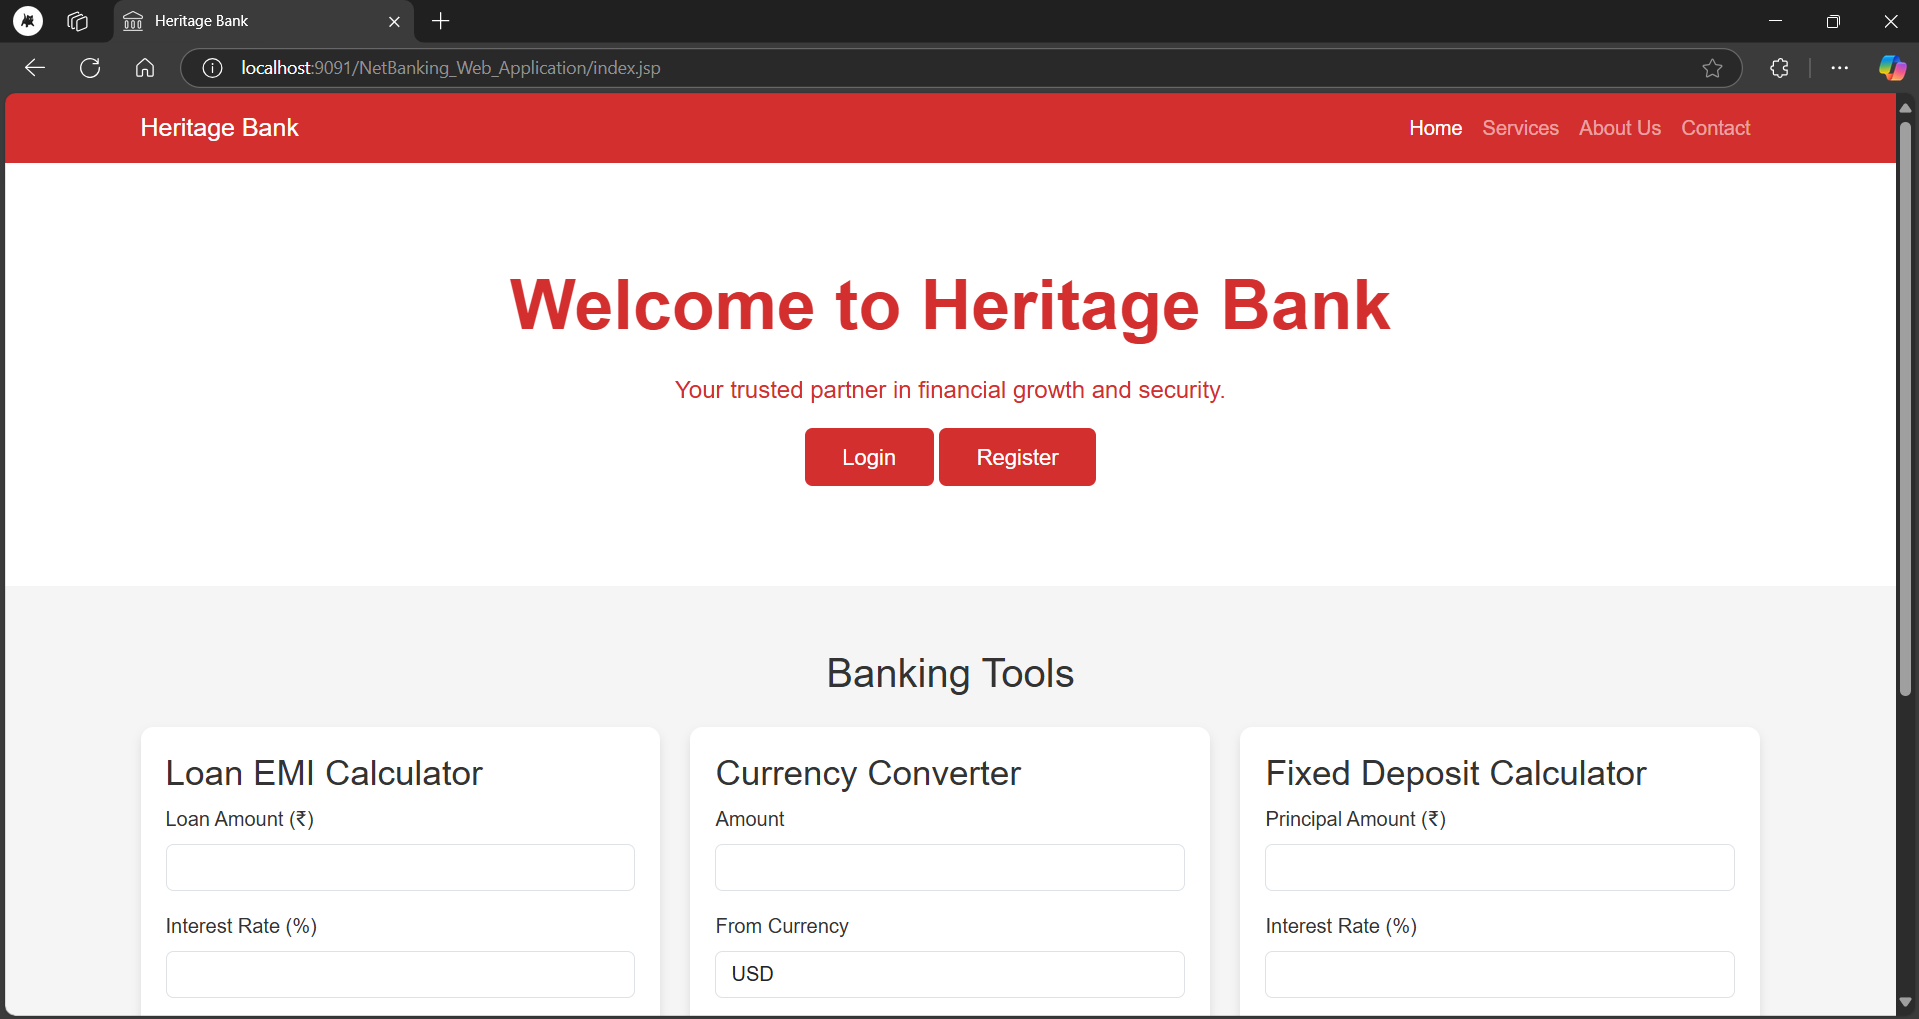 Heritage Bank
localhost:9091/NetBanking_Web_Application/index.jsp
Heritage Bank
Home Services About Us Contact
Welcome to Heritage Bank
Your trusted partner in financial growth and security.
Login Register
Banking Tools
Loan EMI Calculator
Loan Amount (₹)
Interest Rate (%)
Currency Converter
Amount
From Currency
USD
Fixed Deposit Calculator
Principal Amount (₹)
Interest Rate (%)